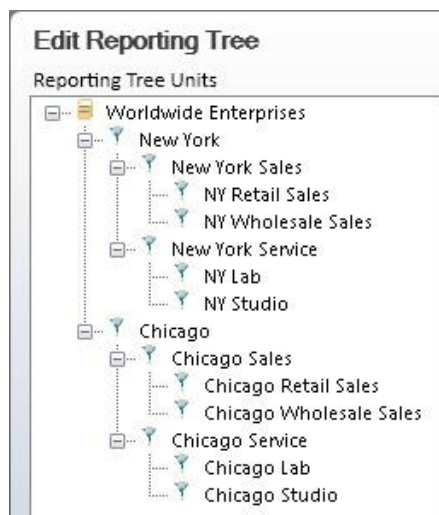 Edit Reporting Tree
Reporting Tree Units
Worldwide Enterprises
New York
New York Sales
NY Retail Sales
NY Wholesale Sales
New York Service
NY Lab
NY Studio
Chicago
Chicago Sales
Chicago Retail Sales
Chicago Wholesale Sales
Chicago Service
Chicago Lab
Chicago Studio